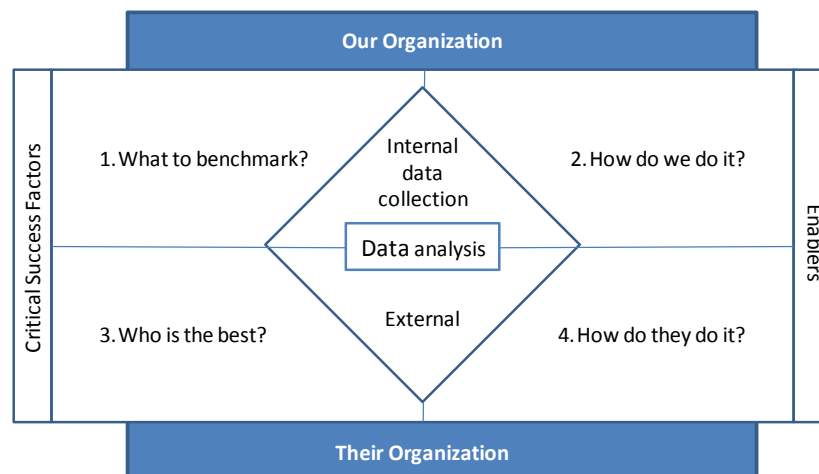 Our Organization
Critical Success Factors
1. What to benchmark?
Internal
data
collection
2. How do we do it?
Enablers
Data analysis
3. Who is the best?
External
4. How do they do it?
Their Organization